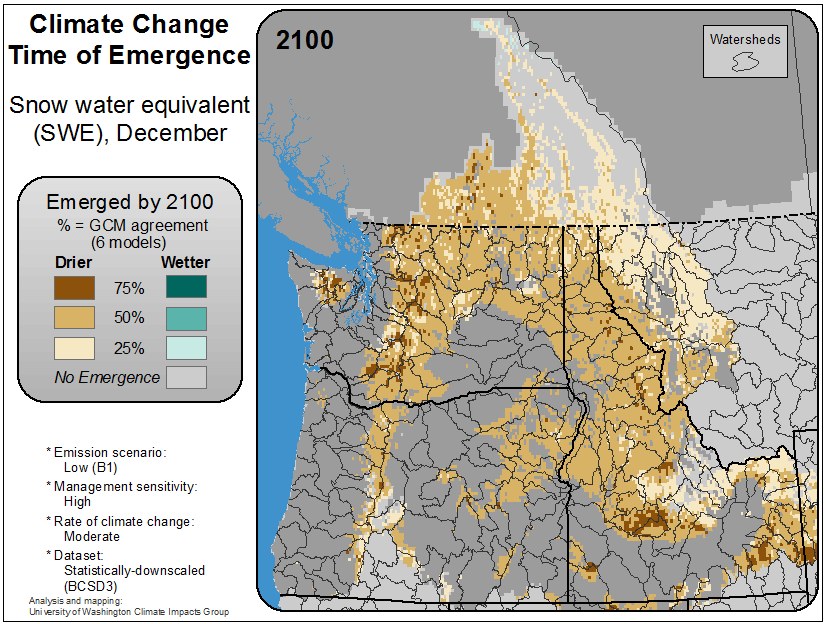 Climate Change
Time of Emergence
Snow water equivalent
(SWE), December
Emerged by 2100
% = GCM agreement
(6 models)
Drier Wetter
75%
50%
25%
No Emergence
* Emission scenario:
Low (B1)
* Management sensitivity:
High
* Rate of climate change:
Moderate
* Dataset:
Statistically-downscaled
(BCSD3)
Analysis and mapping:
University of Washington Climate Impacts Group
2100
Watersheds